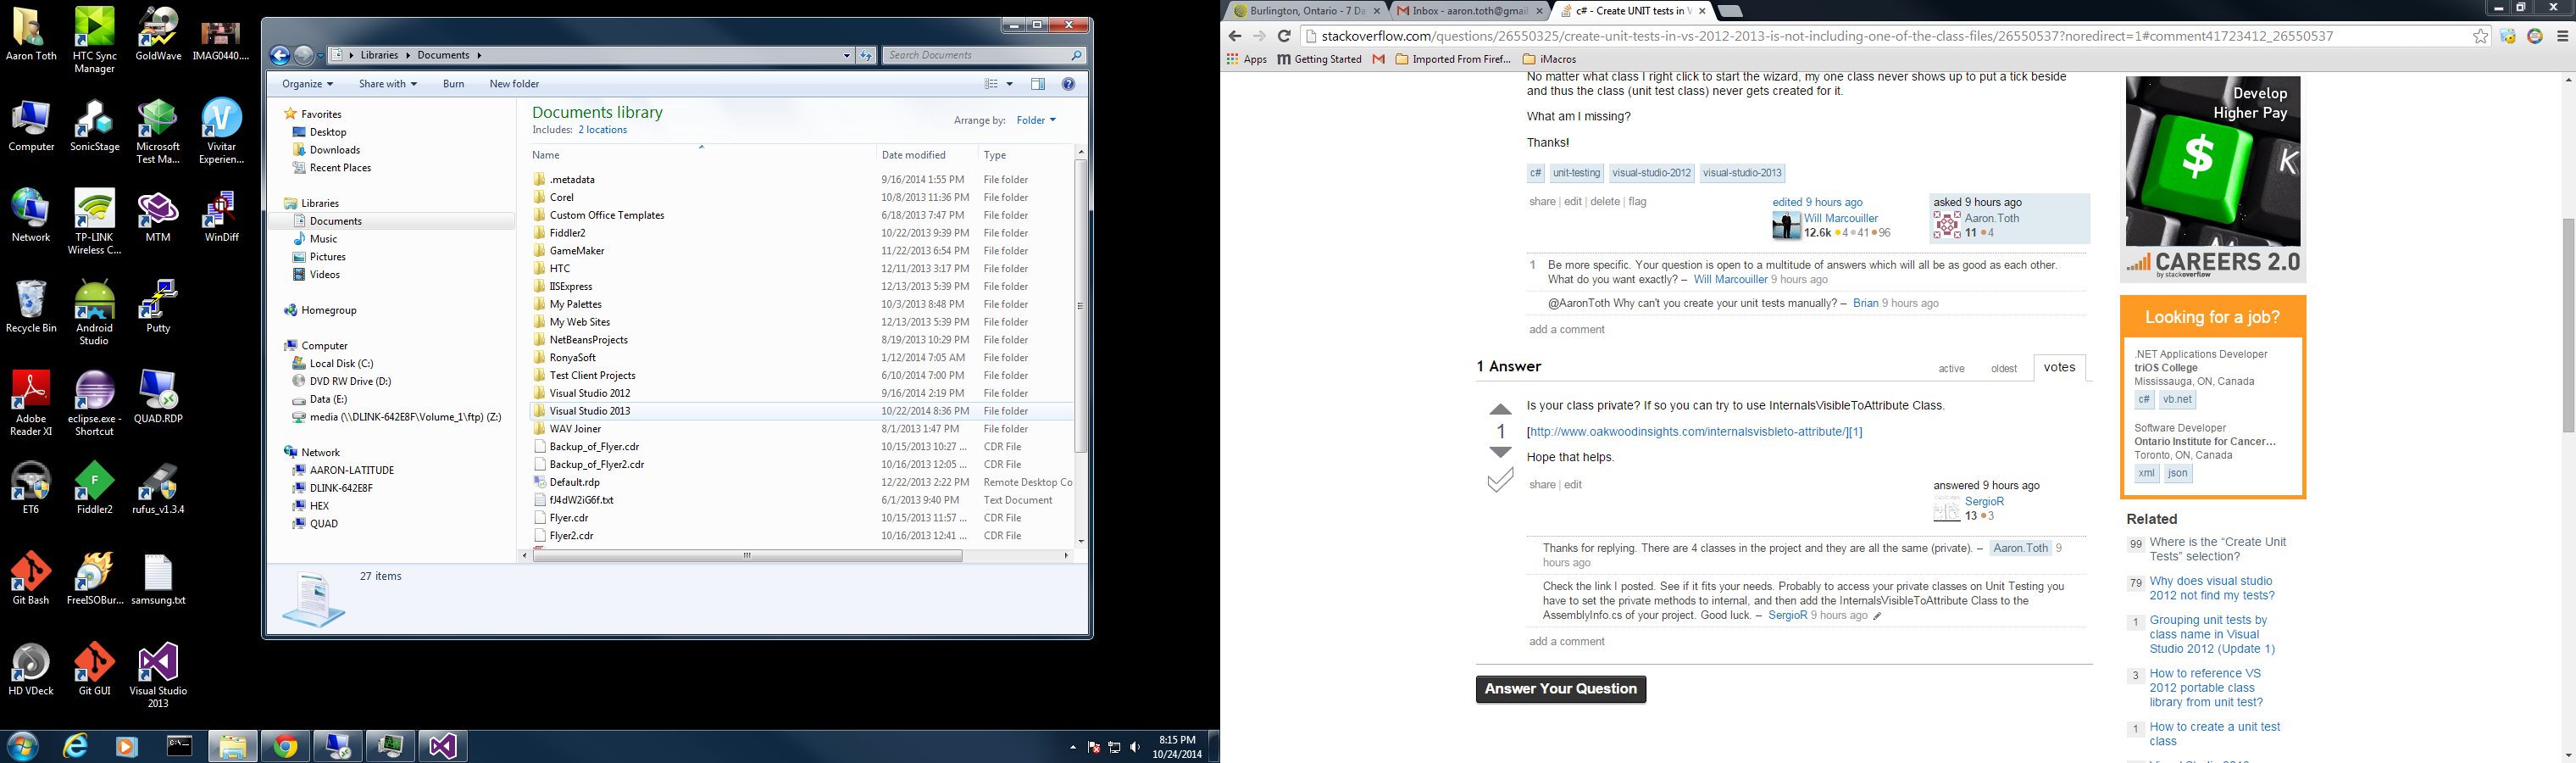 Aaron Toth
HTC Sync Manager
GoldWave
IMAG0440....
Computer
SonicStage
Microsoft Test Ma...
Vivitar Experien...
Network
TP-LINK Wireless C...
MTM
WinDiff
Recycle Bin
Android Studio
Putty
Adobe Reader XI
eclipse.exe - Shortcut
QUAD.RDP
ET6
Fiddler2
rufus_v1.3.4
Git Bash
FreeISOBur...
samsung.txt
HD VDeck
Git GUI
Visual Studio 2013
Libraries
Documents
Search Documents
Organize
Share with
Burn
New folder
Favorites
Desktop
Downloads
Recent Places
Libraries
Documents
Music
Pictures
Videos
Homegroup
Computer
Local Disk (C:)
DVD RW Drive (D:)
Data (E:)
media (\\DLINK-642E8F\Volume_1\ftp) (Z:)
Network
AARON-LATITUDE
DLINK-642E8F
HEX
QUAD
Documents library
Includes: 2 locations
Arrange by: Folder
Name Date modified Type
.metadata 9/16/2014 1:55 PM File folder
Corel 10/8/2013 11:36 PM File folder
Custom Office Templates 6/18/2013 7:47 PM File folder
Fiddler2 10/22/2013 9:39 PM File folder
GameMaker 11/22/2013 6:54 PM File folder
HTC 12/11/2013 3:17 PM File folder
IISExpress 12/13/2013 5:39 PM File folder
My Palettes 10/3/2013 8:48 PM File folder
My Web Sites 12/13/2013 5:39 PM File folder
NetBeansProjects 8/19/2013 10:29 PM File folder
RonyaSoft 1/12/2014 7:05 AM File folder
Test Client Projects 6/10/2014 7:00 PM File folder
Visual Studio 2012 9/16/2014 2:19 PM File folder
Visual Studio 2013 10/22/2014 8:36 PM File folder
WAV Joiner 8/1/2013 1:47 PM File folder
Backup_of_Flyer.cdr 10/15/2013 10:27 ... CDR File
Backup_of_Flyer2.cdr 10/16/2013 12:05 ... CDR File
Default.rdp 12/22/2013 2:22 PM Remote Desktop Co
fJ4dW2iG6f.txt 6/1/2013 9:40 PM Text Document
Flyer.cdr 10/15/2013 11:57 ... CDR File
Flyer2.cdr 10/16/2013 12:41 ... CDR File
27 items
8:15 PM
10/24/2014
Burlington, Ontario - 7 Da
Inbox - aaron.toth@gmail
c# - Create UNIT tests in V
stackoverflow.com/questions/26550325/create-unit-tests-in-vs-2012-2013-is-not-including-one-of-the-class-files/26550537?noredirect=1#comment41723412_26550537
Apps
Getting Started
Imported From Firef...
iMacros
No matter what class I right click to start the wizard, my one class never shows up to put a tick beside
and thus the class (unit test class) never gets created for it.
What am I missing?
Thanks!
c# unit-testing visual-studio-2012 visual-studio-2013
share | edit | delete | flag
edited 9 hours ago
Will Marcouiller
12.6k 4 41 96
asked 9 hours ago
Aaron.Toth
11 4
1 Be more specific. Your question is open to a multitude of answers which will all be as good as each other.
What do you want exactly? – Will Marcouiller 9 hours ago
@AaronToth Why can't you create your unit tests manually? – Brian 9 hours ago
add a comment
1 Answer
active oldest votes
1
Is your class private? If so you can try to use InternalsVisibleToAttribute Class.
[http://www.oakwoodinsights.com/internalsvisbleto-attribute/][1]
Hope that helps.
share | edit
answered 9 hours ago
SergioR
13 3
Thanks for replying. There are 4 classes in the project and they are all the same (private). – Aaron.Toth 9
hours ago
Check the link I posted. See if it fits your needs. Probably to access your private classes on Unit Testing you
have to set the private methods to internal, and then add the InternalsVisibleToAttribute Class to the
AssemblyInfo.cs of your project. Good luck. – SergioR 9 hours ago
add a comment
Answer Your Question
Develop
Higher Pay
$
K
CAREERS 2.0
by stackoverflow
Looking for a job?
.NET Applications Developer
triOS College
Mississauga, ON, Canada
c# vb.net
Software Developer
Ontario Institute for Cancer…
Toronto, ON, Canada
xml json
Related
99 Where is the “Create Unit
Tests” selection?
79 Why does visual studio
2012 not find my tests?
1 Grouping unit tests by
class name in Visual
Studio 2012 (Update 1)
3 How to reference VS
2012 portable class
library from unit test?
1 How to create a unit test
class